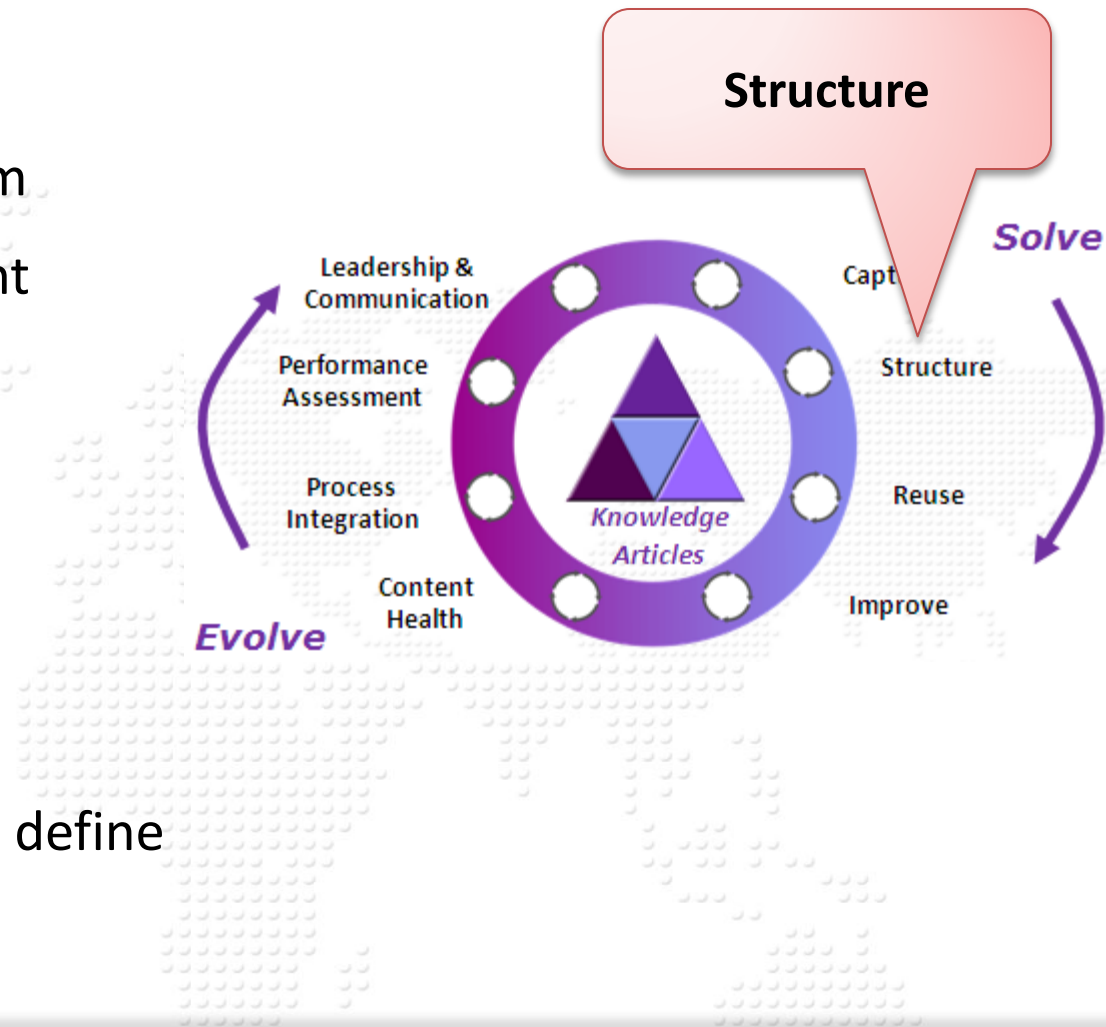 Structure
m
nt
Solve
Leadership &
Communication
Capt
Performance
Assessment
Structure
Process
Integration
Reuse
Knowledge
Articles
Content
Health
Improve
Evolve
define